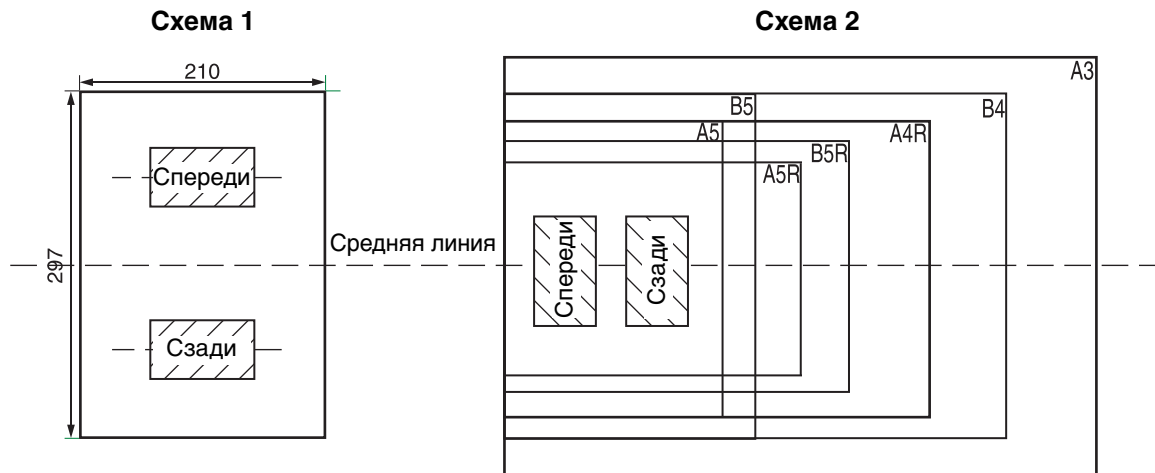 Схема 1
Схема 2
210
297
Спереди
Сзади
Средняя линия
A3
B5
B4
A5
A4R
B5R
A5R
Спереди
Сзади